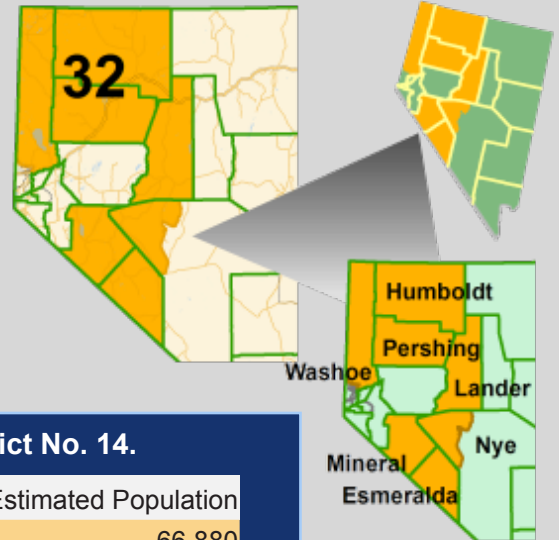 32
Humboldt
Pershing
Washoe
Lander
Nye
Mineral
Esmeralda
ict No. 14.
Estimated Population
66,880